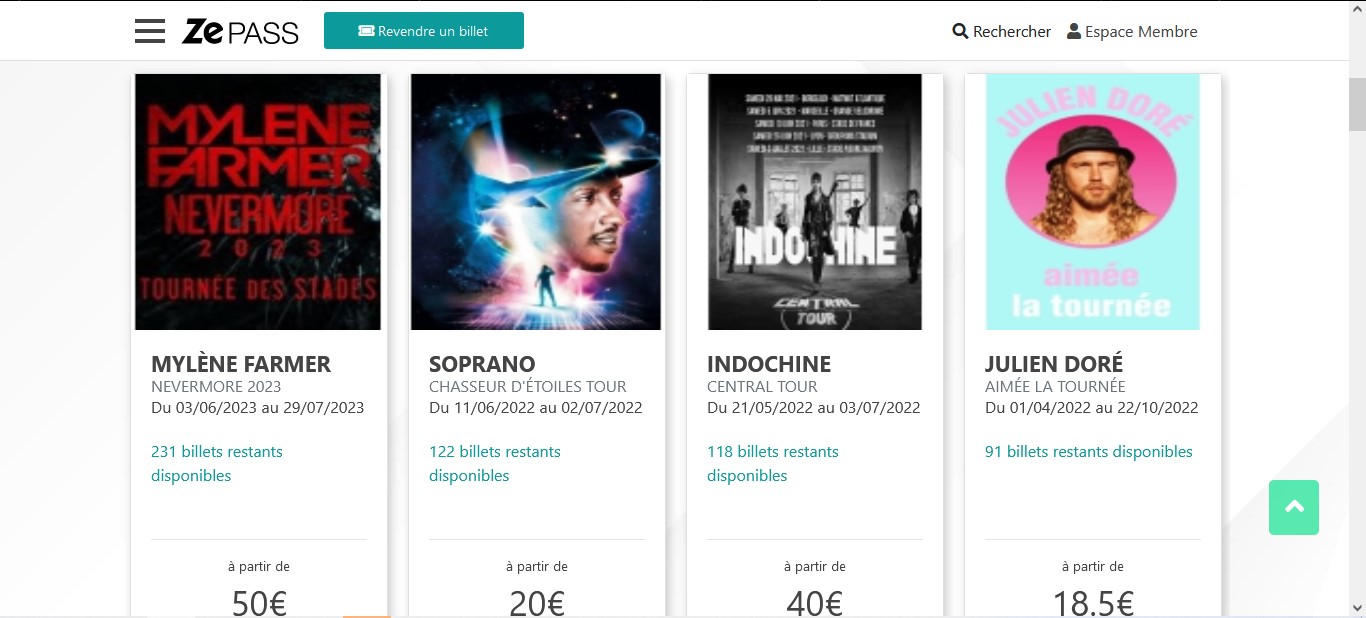 ZePASS
Revendre un billet
Rechercher
Espace Membre
MYLENE
FARMER
NEVERMORE
2023
TOURNÉE DES STADES
MYLÈNE FARMER
NEVERMORE 2023
Du 03/06/2023 au 29/07/2023
231 billets restants
disponibles
à partir de
50€
SOPRANO
CHASSEUR D'ÉTOILES TOUR
Du 11/06/2022 au 02/07/2022
122 billets restants
disponibles
à partir de
20€
INDOCHINE
CENTRAL
TOUR
INDOCHINE
CENTRAL TOUR
Du 21/05/2022 au 03/07/2022
118 billets restants
disponibles
à partir de
40€
JULIEN DORÉ
aimée
la tournée
JULIEN DORÉ
AIMÉE LA TOURNÉE
Du 01/04/2022 au 22/10/2022
91 billets restants disponibles
à partir de
18.5€